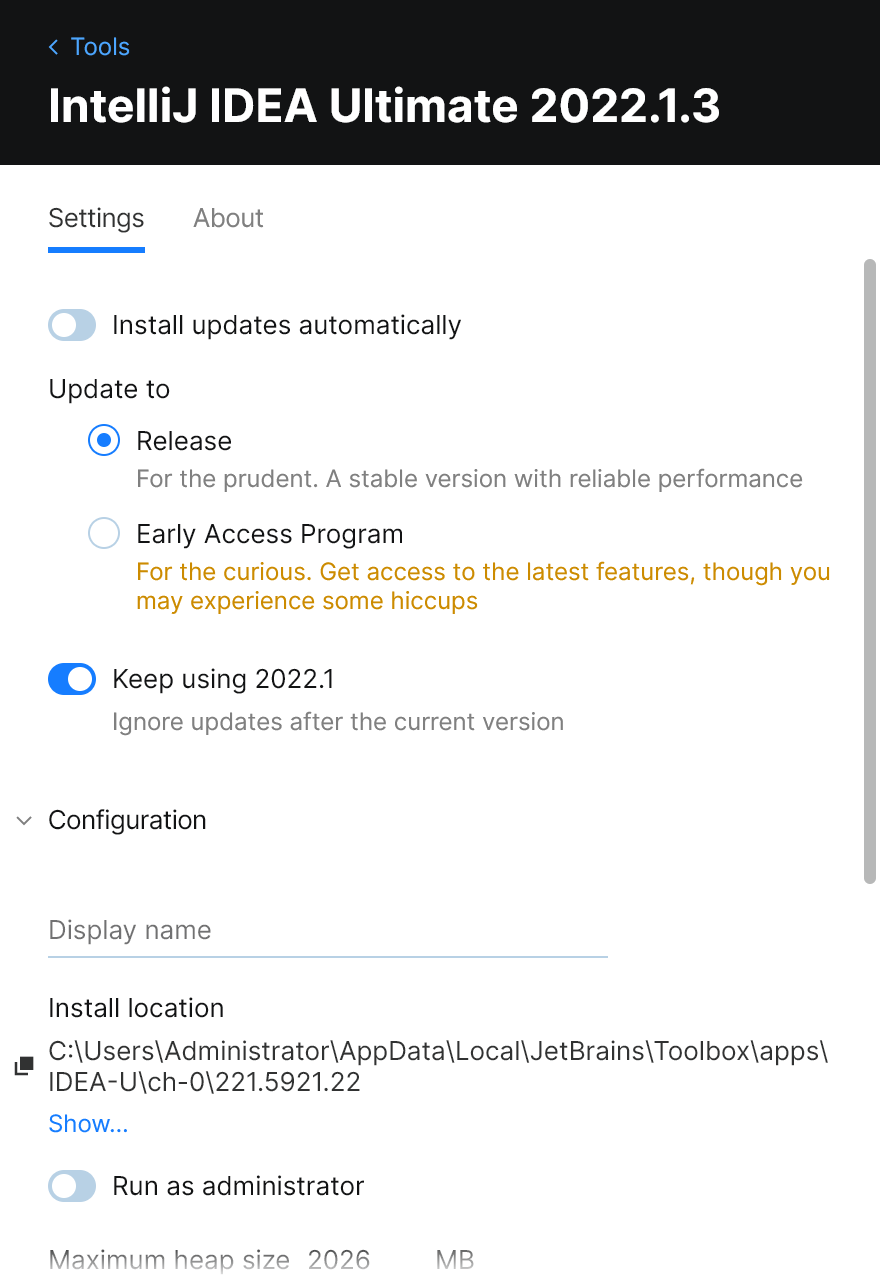 Tools
IntelliJ IDEA Ultimate 2022.1.3
Settings About
Install updates automatically
Update to
Release
For the prudent. A stable version with reliable performance
Early Access Program
For the curious. Get access to the latest features, though you
may experience some hiccups
Keep using 2022.1
Ignore updates after the current version
Configuration
Display name
Install location
C:\Users\Administrator\AppData\Local\JetBrains\Toolbox\apps\
IDEA-U\ch-0\221.5921.22
Show...
Run as administrator
Maximum heap size 2026 MB